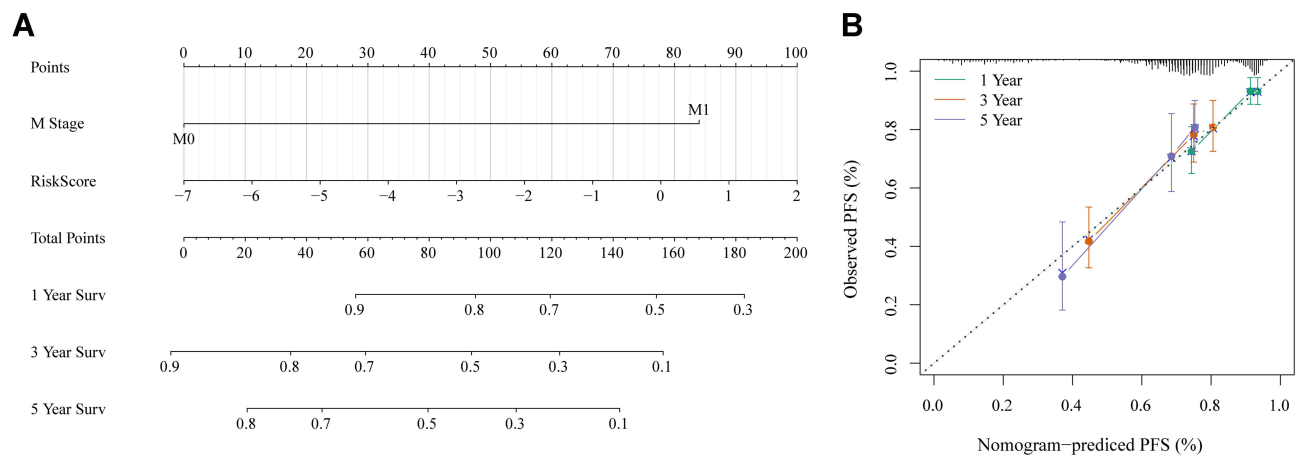 A
Points
0 10 20 30 40 50 60 70 80 90 100
M Stage
M0
M1
RiskScore
−7 −6 −5 −4 −3 −2 −1 0 1 2
Total Points
0 20 40 60 80 100 120 140 160 180 200
1 Year Surv
0.9 0.8 0.7 0.5 0.3
3 Year Surv
0.9 0.8 0.7 0.5 0.3 0.1
5 Year Surv
0.8 0.7 0.5 0.3 0.1
B
1 Year
3 Year
5 Year
Observed PFS (%)
1.0
0.8
0.6
0.4
0.2
0.0
0.0 0.2 0.4 0.6 0.8 1.0
Nomogram−prediced PFS (%)